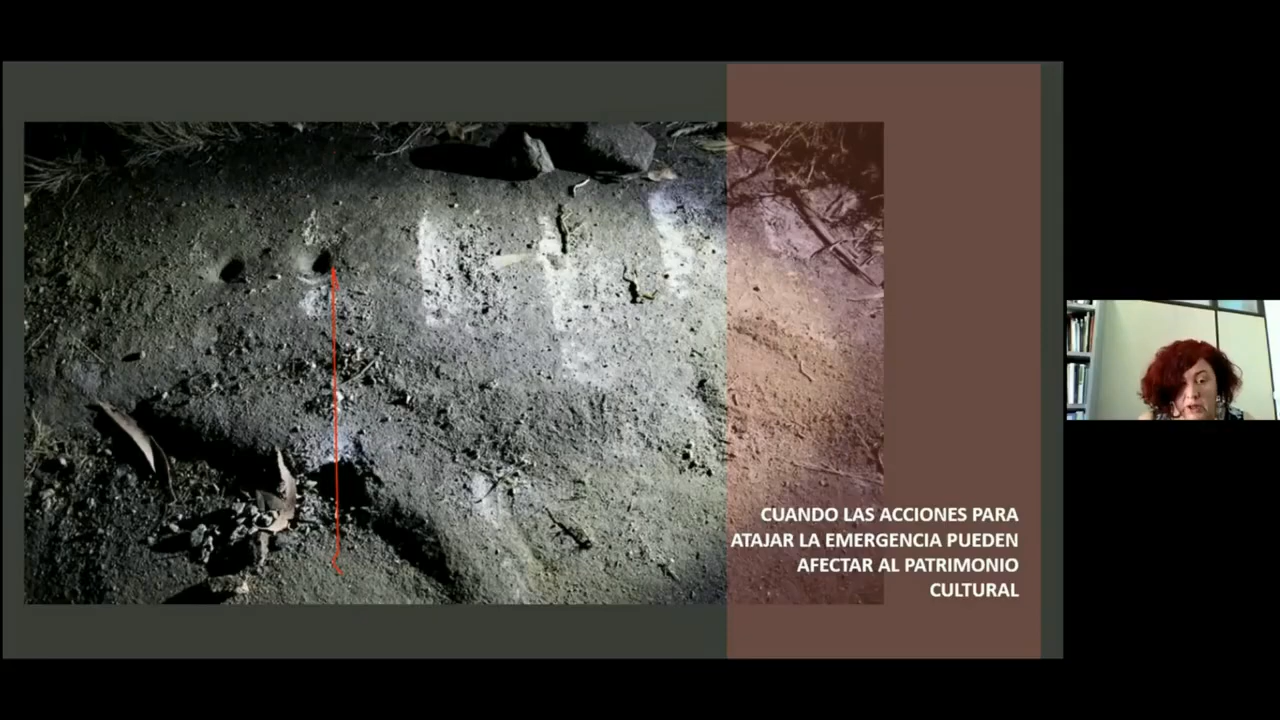 CUANDO LAS ACCIONES PARA
ATAJAR LA EMERGENCIA PUEDEN
AFECTAR AL PATRIMONIO
CULTURAL